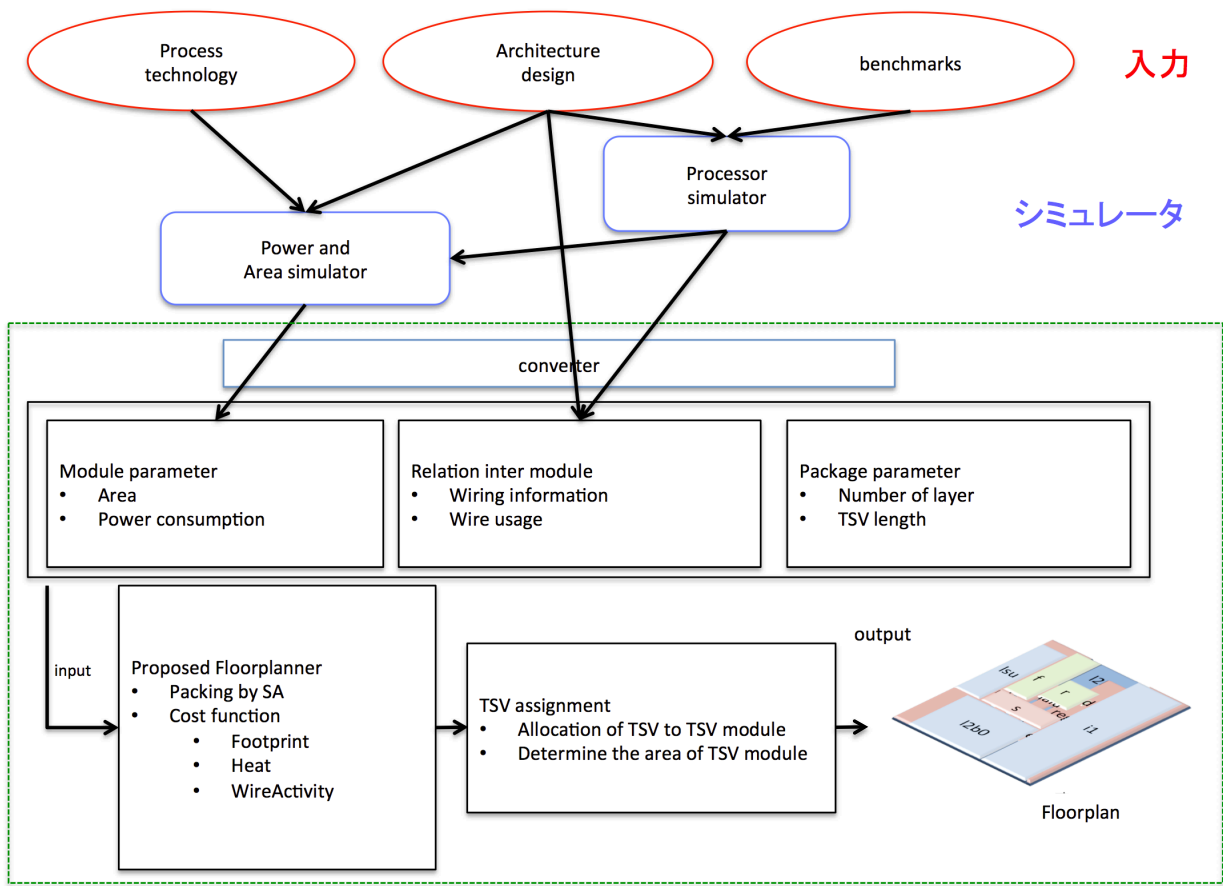 Process
technology
Architecture
design
benchmarks
入力
Processor
simulator
シミュレータ
Power and
Area simulator
converter
Module parameter
• Area
• Power consumption
Relation inter module
• Wiring information
• Wire usage
Package parameter
• Number of layer
• TSV length
input
Proposed Floorplanner
• Packing by SA
• Cost function
• Footprint
• Heat
• WireActivity
TSV assignment
• Allocation of TSV to TSV module
• Determine the area of TSV module
output
lsu
f
l2
r
d
s
l2b0
i1
Floorplan